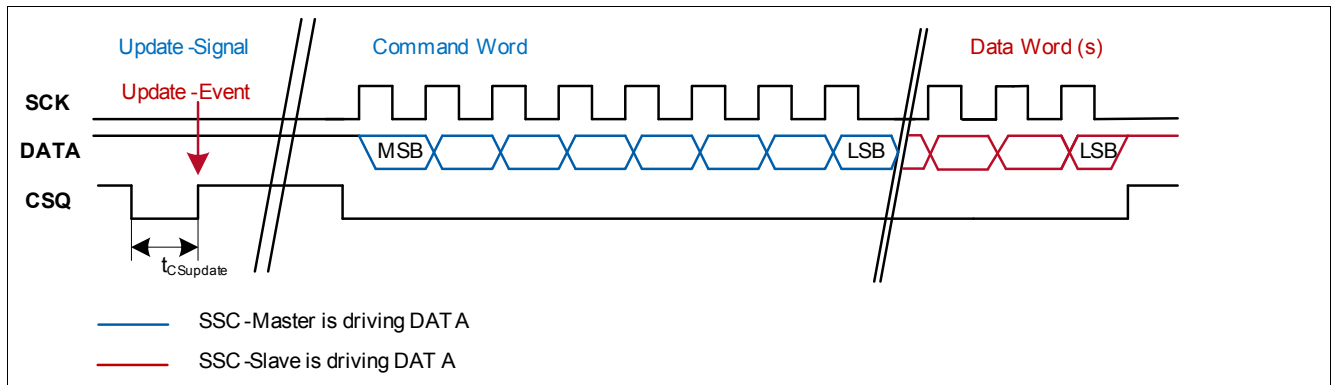 Update -Signal
Command Word
Data Word (s)
Update -Event
SCK
DATA
MSB
LSB
LSB
CSQ
tCSupdate
SSC -Master is driving DAT A
SSC-Slave is driving DAT A